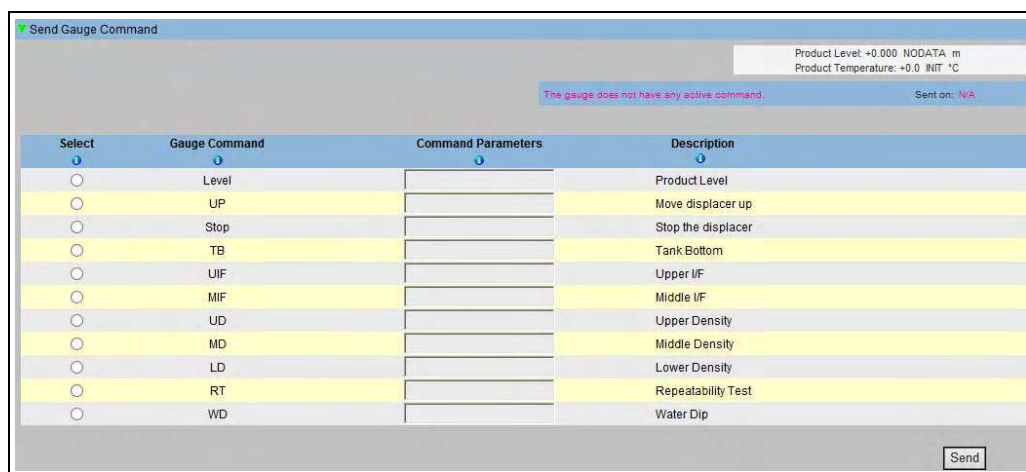 Send Gauge Command
Product Level: +0.000 NODATA m
Product Temperature: +0.0 INIT °C
The gauge does not have any active command. Sent on: N/A
Select Gauge Command Command Parameters Description
Level Product Level
UP Move displacer up
Stop Stop the displacer
TB Tank Bottom
UIF Upper I/F
MIF Middle I/F
UD Upper Density
MD Middle Density
LD Lower Density
RT Repeatability Test
WD Water Dip
Send